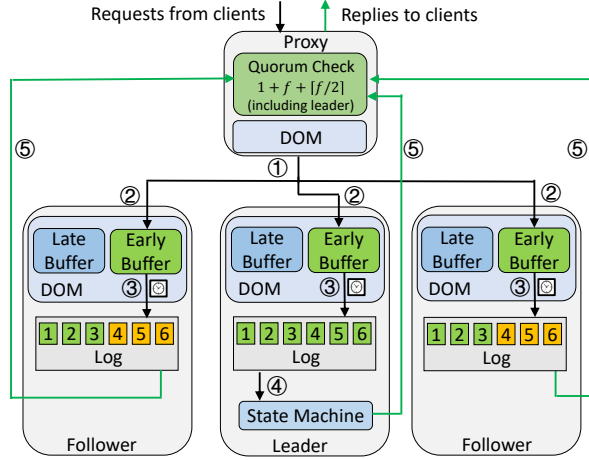 Requests from clients
Replies to clients
Proxy
Quorum Check
1 + f + ⌈f/2⌉
(including leader)
DOM
①
⑤
⑤
⑤
②
②
②
Late
Buffer
Early
Buffer
③
DOM
1 2 3 4 5 6
Log
Follower
Late
Buffer
Early
Buffer
③
DOM
1 2 3 4 5 6
Log
④
State Machine
Leader
Late
Buffer
Early
Buffer
③
DOM
1 2 3 4 5 6
Log
Follower